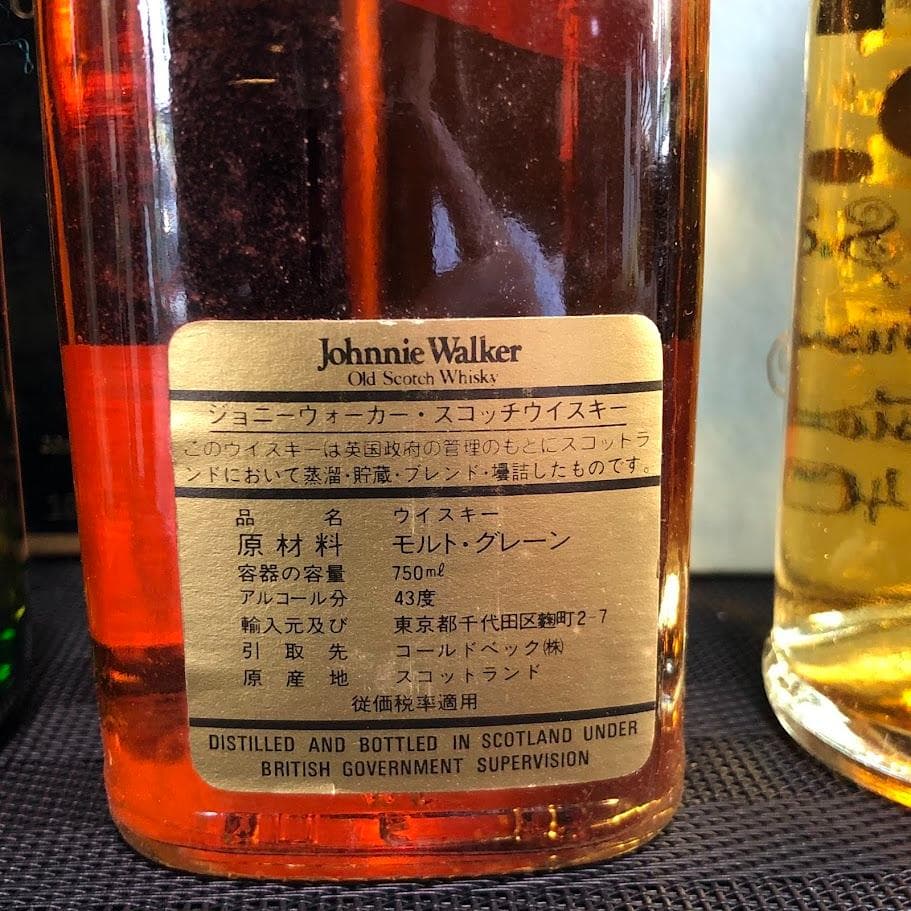 Johnnie Walker
Old Scotch Whisky
ジョニーウォーカー・スコッチウイスキー
このウイスキーは英国政府の管理のもとにスコットラ
ンドにおいて蒸溜・貯蔵・ブレンド・壜詰したものです。
品名 ウイスキー
原材料 モルト・グレーン
容器の容量 750mℓ
アルコール分 43度
輸入元及び 東京都千代田区麹町2-7
引取先 コールドベック㈱
原産地 スコットランド
従価税率適用
DISTILLED AND BOTTLED IN SCOTLAND UNDER
BRITISH GOVERNMENT SUPERVISION